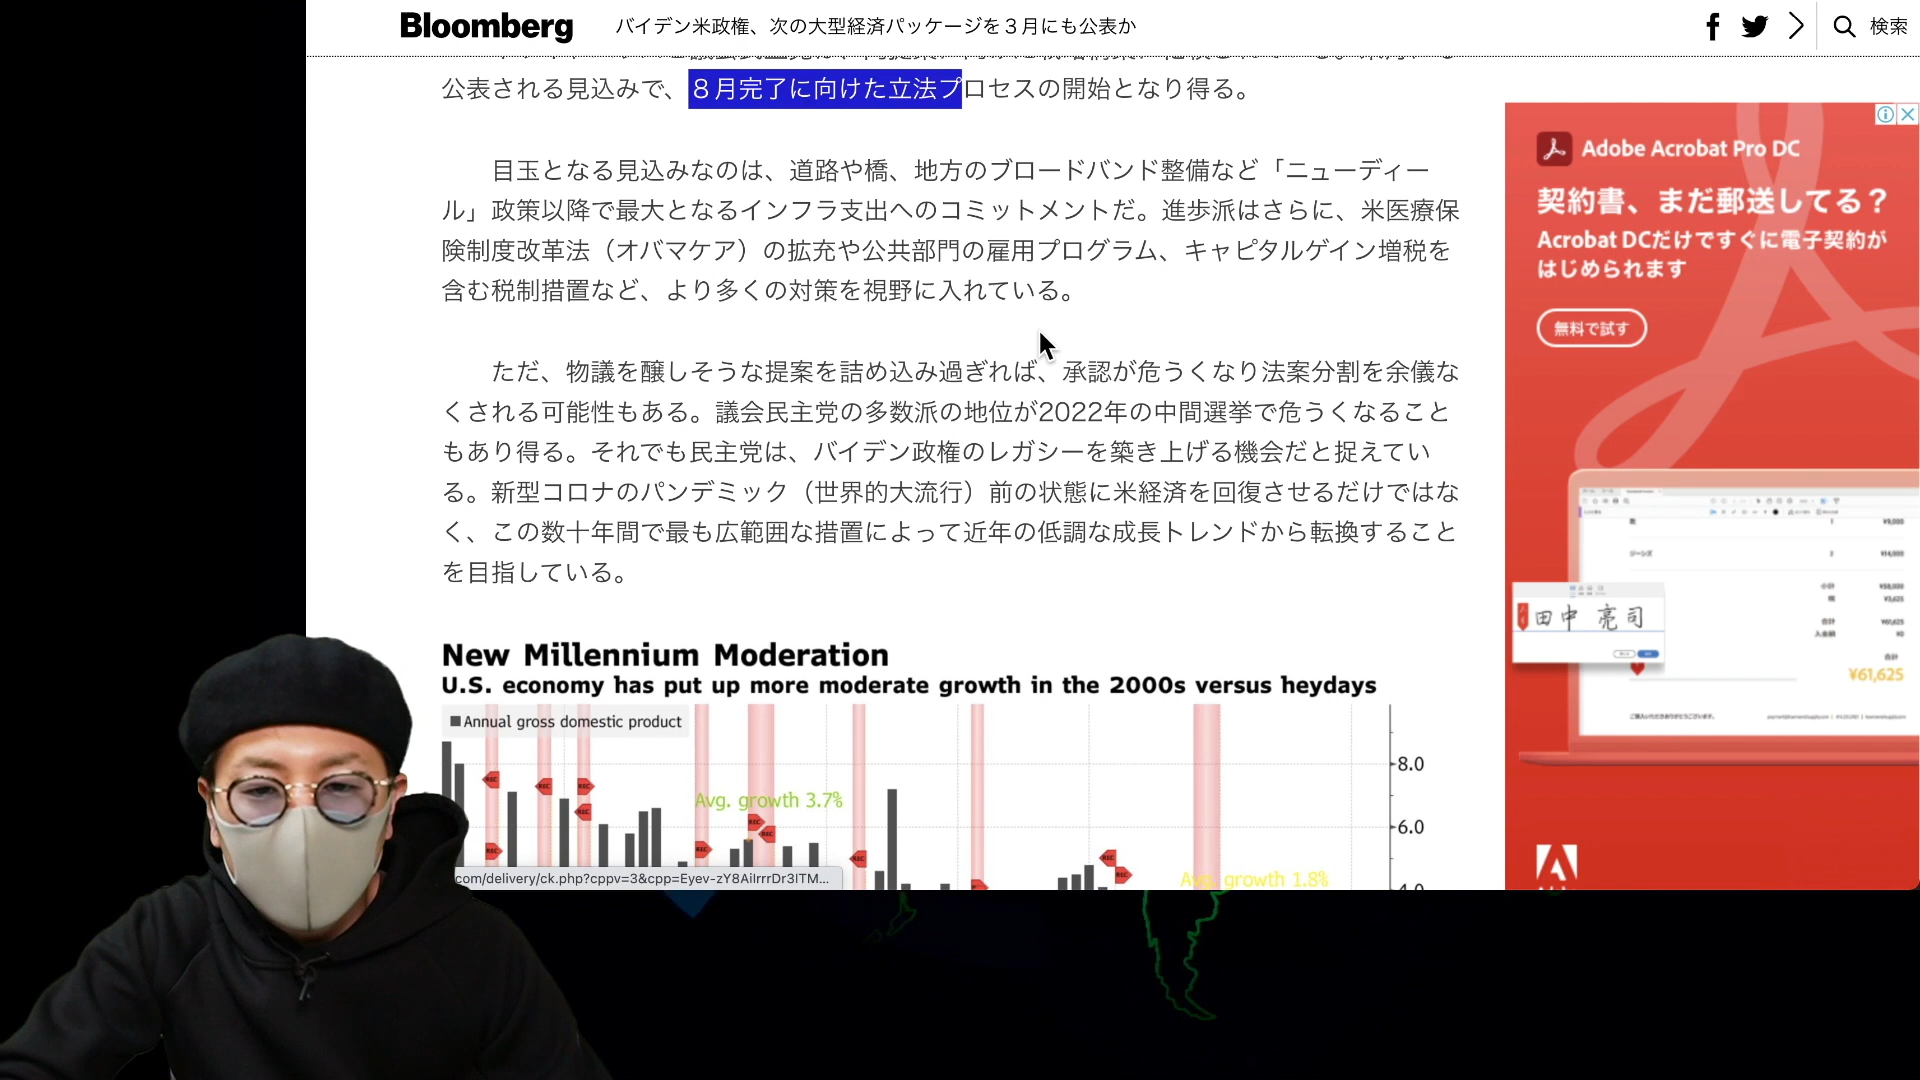 Bloomberg
バイデン米政権、次の大型経済パッケージを３月にも公表か
検索
公表される見込みで、８月完了に向けた立法プロセスの開始となり得る。
目玉となる見込みなのは、道路や橋、地方のブロードバンド整備など「ニューディー
ル」政策以降で最大となるインフラ支出へのコミットメントだ。進歩派はさらに、米医療保
険制度改革法（オバマケア）の拡充や公共部門の雇用プログラム、キャピタルゲイン増税を
含む税制措置など、より多くの対策を視野に入れている。
ただ、物議を醸しそうな提案を詰め込み過ぎれば、承認が危うくなり法案分割を余儀な
くされる可能性もある。議会民主党の多数派の地位が2022年の中間選挙で危うくなること
もあり得る。それでも民主党は、バイデン政権のレガシーを築き上げる機会だと捉えてい
る。新型コロナのパンデミック（世界的大流行）前の状態に米経済を回復させるだけではな
く、この数十年間で最も広範囲な措置によって近年の低調な成長トレンドから転換すること
を目指している。
New Millennium Moderation
U.S. economy has put up more moderate growth in the 2000s versus heydays
Annual gross domestic product
8.0
Avg. growth 3.7%
6.0
Avg. growth 1.8%
4.0
com/delivery/ck.php?cppv=3&cpp=Eyev-zY8AilrrrDr3ITM...
Adobe Acrobat Pro DC
契約書、まだ郵送してる？
Acrobat DCだけですぐに電子契約が
はじめられます
無料で試す
田中 亮司
¥61,625